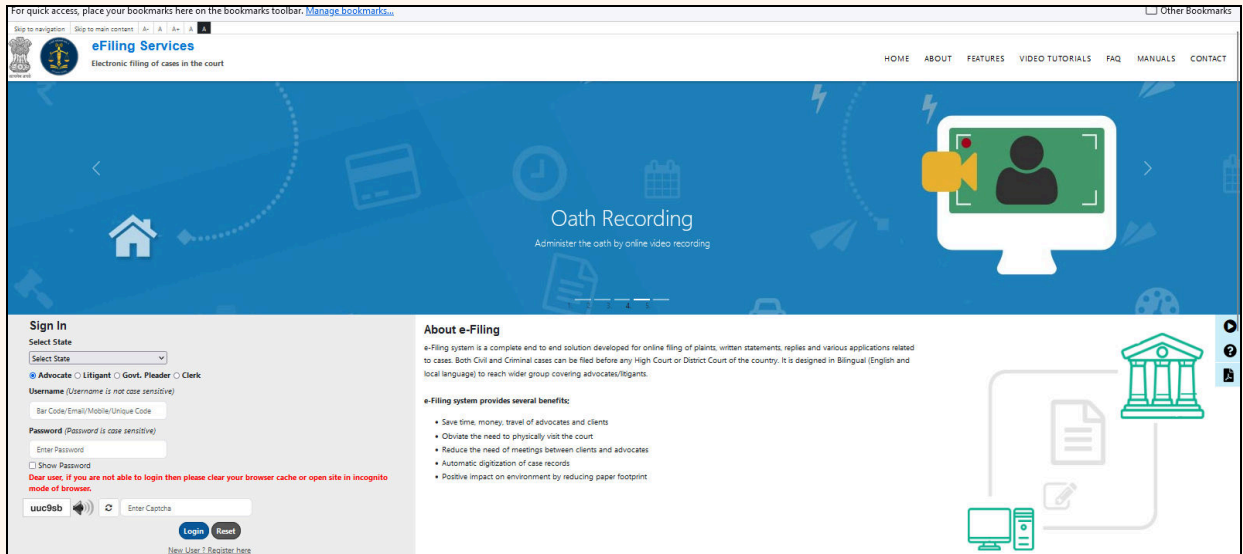 For quick access, place your bookmarks here on the bookmarks toolbar. Manage bookmarks...
Other Bookmarks
Skip to navigation Skip to main content A- A A+ A A
eFiling Services
Electronic filing of cases in the court
HOME ABOUT FEATURES VIDEO TUTORIALS FAQ MANUALS CONTACT
Oath Recording
Administer the oath by online video recording
1 2 3 4 5
Sign In
Select State
Select State
Advocate Litigant Govt. Pleader Clerk
Username (Username is not case sensitive)
Bar Code/Email/Mobile/Unique Code
Password (Password is case sensitive)
Enter Password
Show Password
Dear user, if you are not able to login then please clear your browser cache or open site in incognito
mode of browser.
uuc9sb Enter Captcha
Login Reset
New User ? Register here
About e-Filing
e-Filing system is a complete end to end solution developed for online filing of plaints, written statements, replies and various applications related
to cases. Both Civil and Criminal cases can be filed before any High Court or District Court of the country. It is designed in Bilingual (English and
local language) to reach wider group covering advocates/litigants.
e-Filing system provides several benefits;
• Save time, money, travel of advocates and clients
• Obviate the need to physically visit the court
• Reduce the need of meetings between clients and advocates
• Automatic digitization of case records
• Positive impact on environment by reducing paper footprint